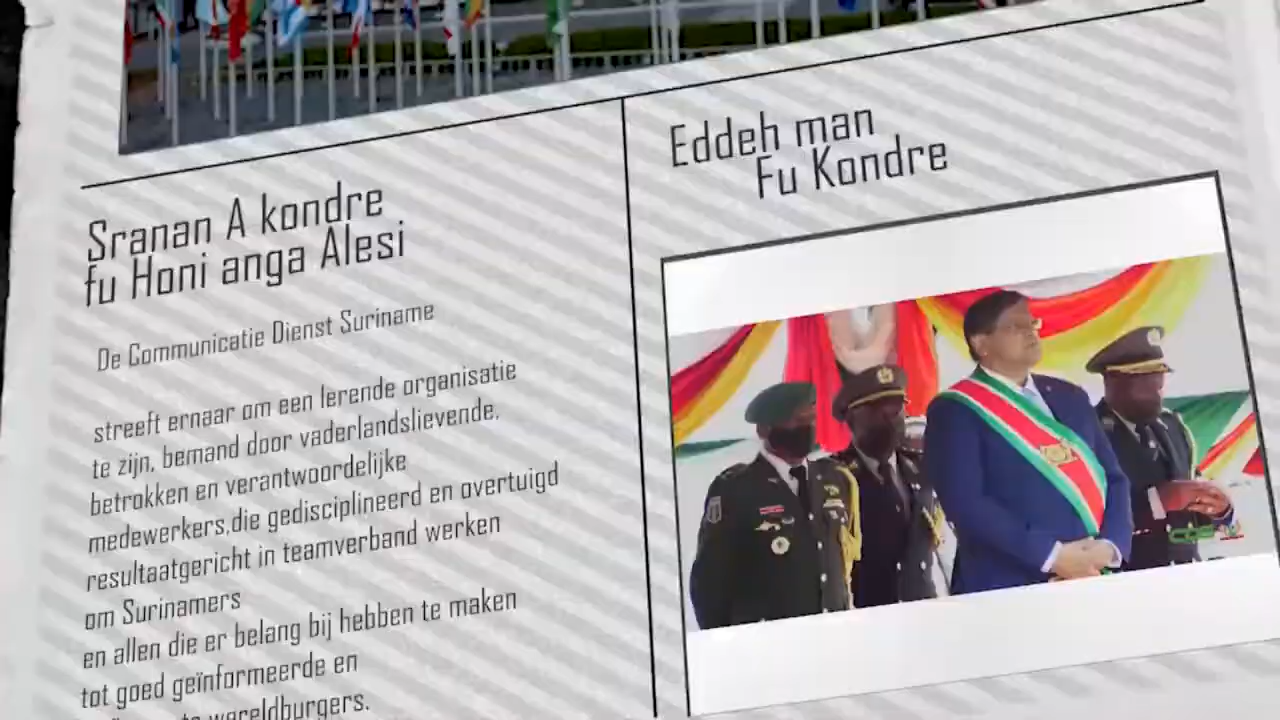 Sranan A kondre
fu Honi anga Alesi
De Communicatie Dienst Suriname
streeft ernaar om een lerende organisatie
te zijn, bemand door vaderlandslievende,
betrokken en verantwoordelijke
medewerkers,die gedisciplineerd en overtuigd
resultaatgericht in teamverband werken
om Surinamers
en allen die er belang bij hebben te maken
tot goed geïnformeerde en
wereldburgers.
Eddeh man
Fu Kondre
CDS